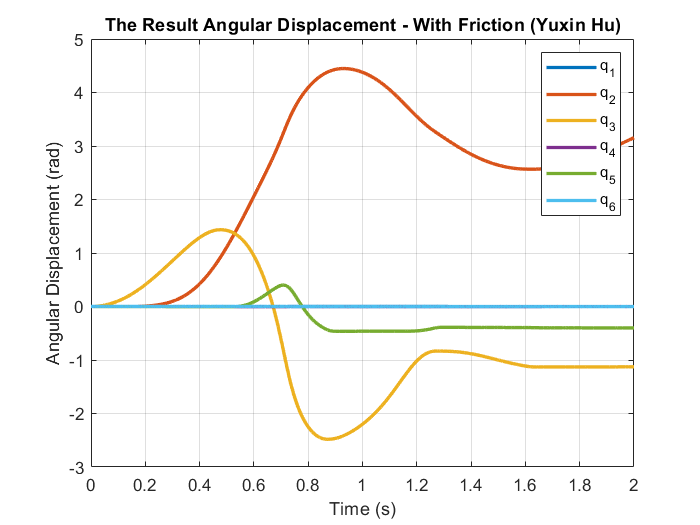 The Result Angular Displacement - With Friction (Yuxin Hu)
5
4
3
2
1
0
-1
-2
-3
Angular Displacement (rad)
0 0.2 0.4 0.6 0.8 1 1.2 1.4 1.6 1.8 2
Time (s)
q1
q2
q3
q4
q5
q6